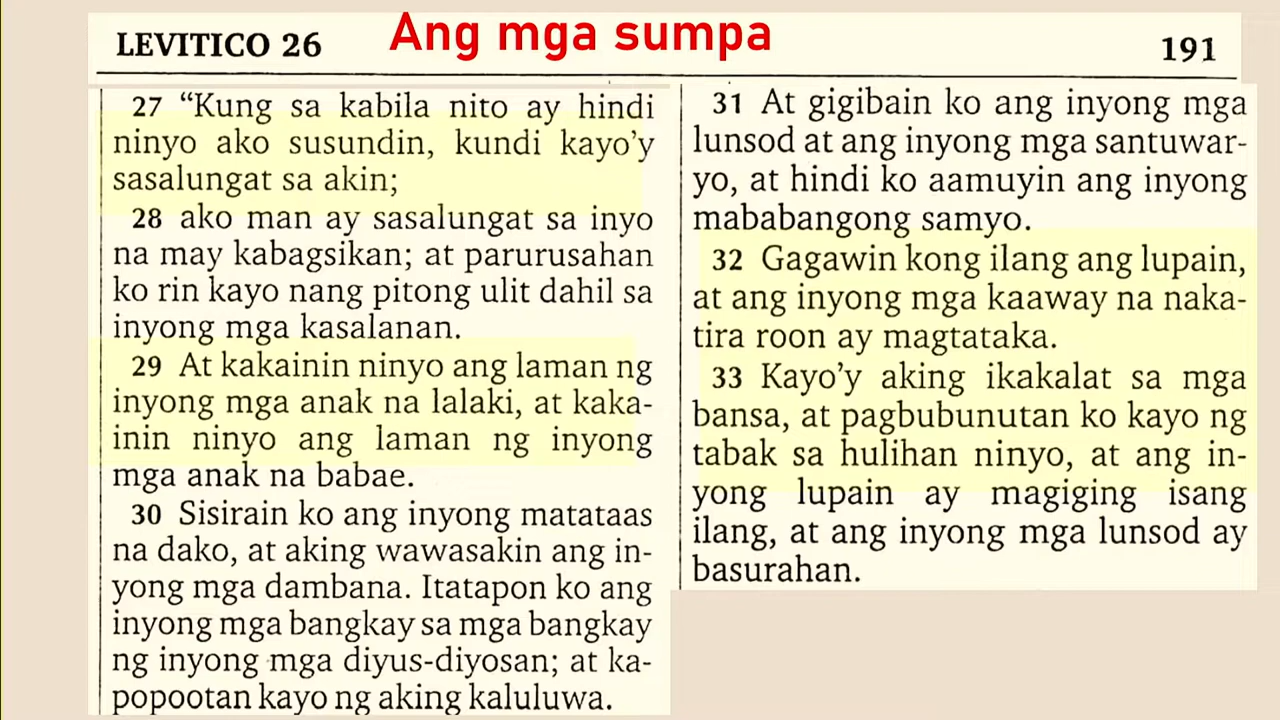 LEVITICO 26 Ang mga sumpa 191
27 “Kung sa kabila nito ay hindi
ninyo ako susundin, kundi kayo’y
sasalungat sa akin;
28 ako man ay sasalungat sa inyo
na may kabagsikan; at parurusahan
ko rin kayo nang pitong ulit dahil sa
inyong mga kasalanan.
29 At kakainin ninyo ang laman ng
inyong mga anak na lalaki, at kaka-
inin ninyo ang laman ng inyong
mga anak na babae.
30 Sisirain ko ang inyong matataas
na dako, at aking wawasakin ang in-
yong mga dambana. Itatapon ko ang
inyong mga bangkay sa mga bangkay
ng inyong mga diyus-diyosan; at ka-
popootan kayo ng aking kaluluwa.
31 At gigibain ko ang inyong mga
lunsod at ang inyong mga santuwar-
yo, at hindi ko aamuyin ang inyong
mababangong samyo.
32 Gagawin kong ilang ang lupain,
at ang inyong mga kaaway na naka-
tira roon ay magtataka.
33 Kayo’y aking ikakalat sa mga
bansa, at pagbubunutan ko kayo ng
tabak sa hulihan ninyo, at ang in-
yong lupain ay magiging isang
ilang, at ang inyong mga lunsod ay
basurahan.